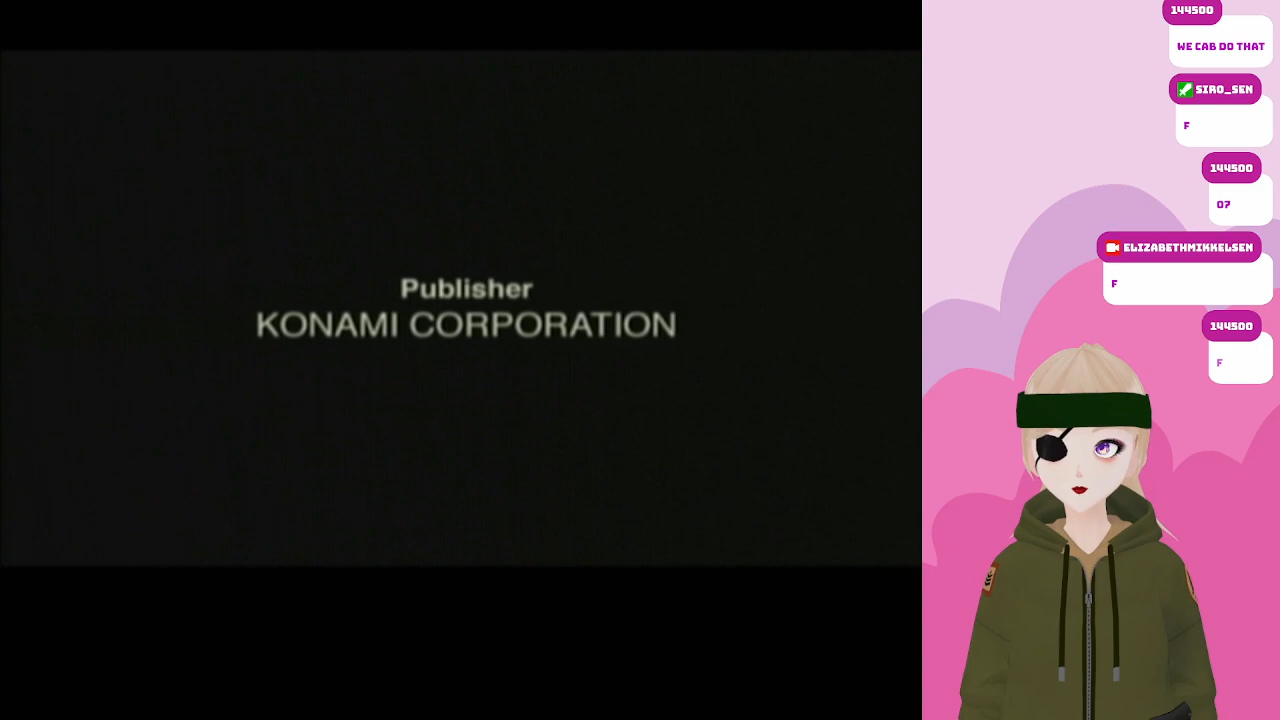 Publisher
KONAMI CORPORATION
144500
WE CAB DO THAT
SIRO_SEN
F
144500
O7
ELIZABETHMIKKELSEN
F
144500
F